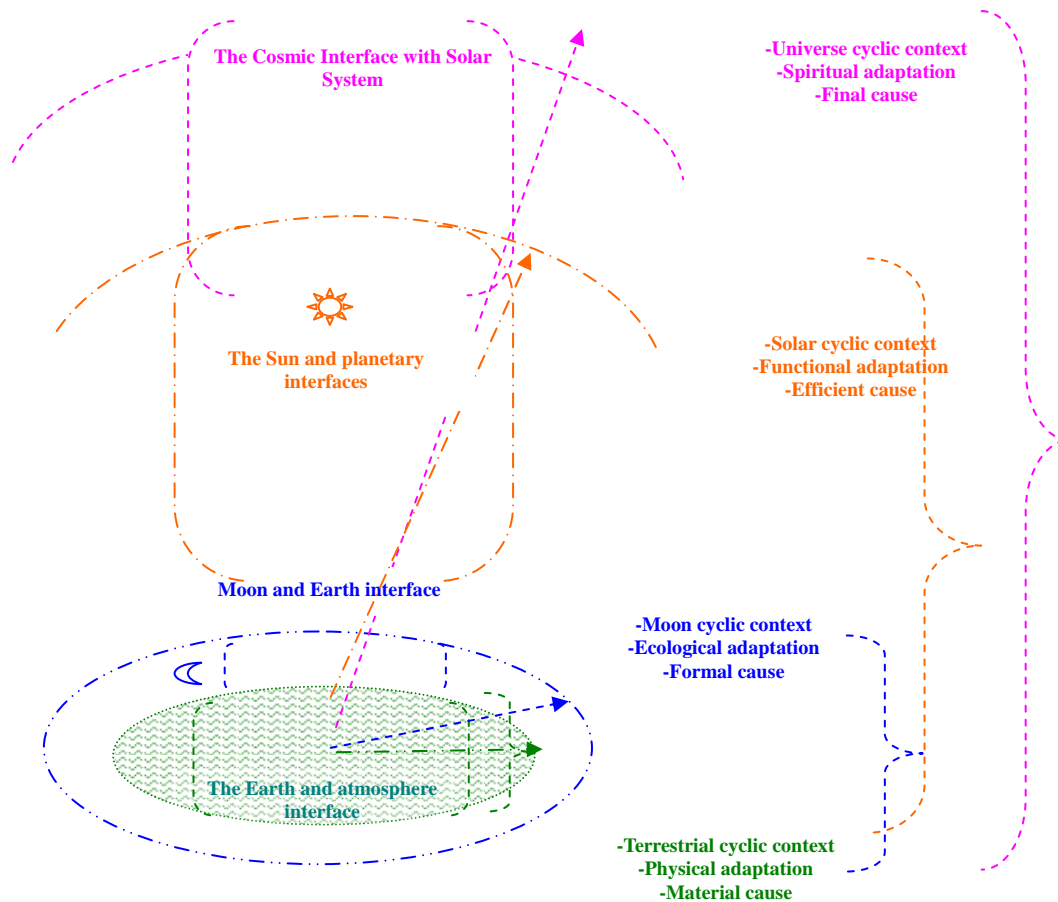 The Cosmic Interface with Solar
System
-Universe cyclic context
-Spiritual adaptation
-Final cause
The Sun and planetary
interfaces
-Solar cyclic context
-Functional adaptation
-Efficient cause
Moon and Earth interface
-Moon cyclic context
-Ecological adaptation
-Formal cause
The Earth and atmosphere
interface
-Terrestrial cyclic context
-Physical adaptation
-Material cause